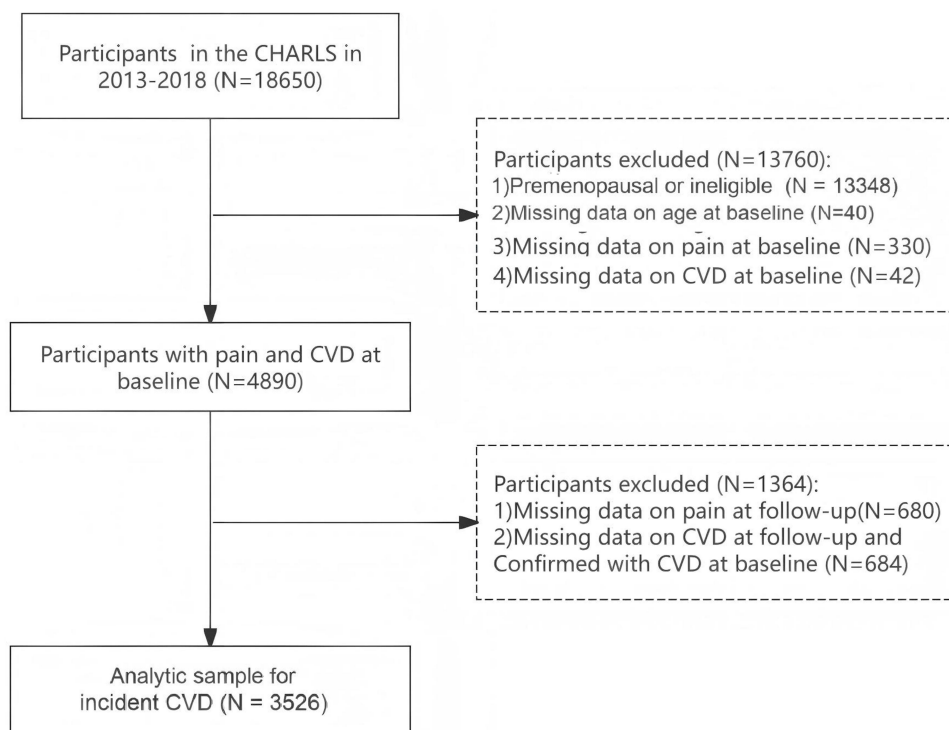 Participants in the CHARLS in
2013-2018 (N=18650)
Participants excluded (N=13760):
1)Premenopausal or ineligible (N = 13348)
2)Missing data on age at baseline (N=40)
3)Missing data on pain at baseline (N=330)
4)Missing data on CVD at baseline (N=42)
Participants with pain and CVD at
baseline (N=4890)
Participants excluded (N=1364):
1)Missing data on pain at follow-up(N=680)
2)Missing data on CVD at follow-up and
Confirmed with CVD at baseline (N=684)
Analytic sample for
incident CVD (N = 3526)